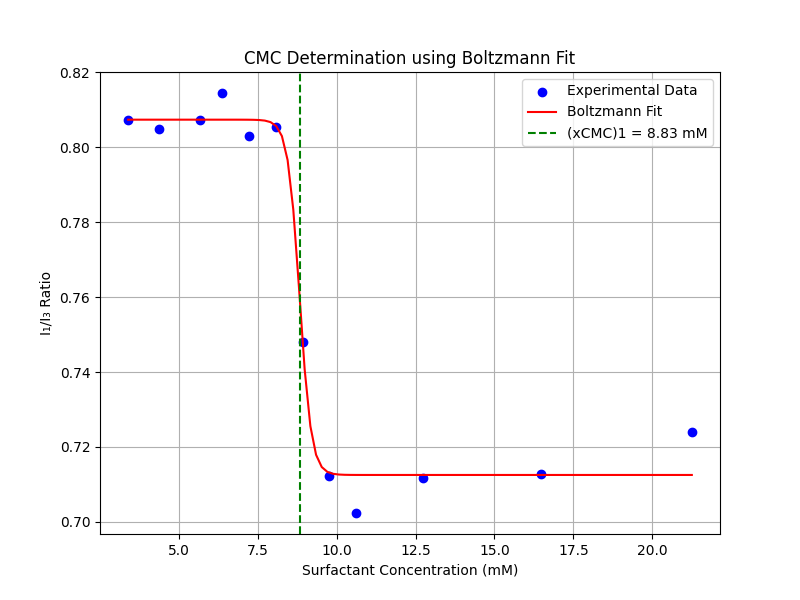 CMC Determination using Boltzmann Fit
Experimental Data
Boltzmann Fit
(xCMC)1 = 8.83 mM
I₁/I₃ Ratio
0.82
0.80
0.78
0.76
0.74
0.72
0.70
5.0 7.5 10.0 12.5 15.0 17.5 20.0
Surfactant Concentration (mM)